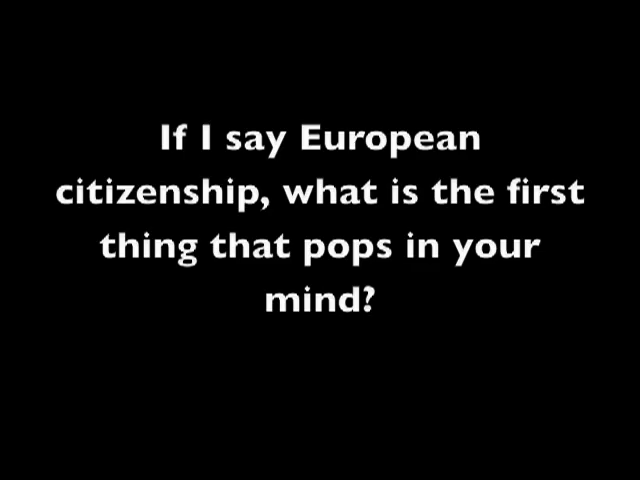 If I say European
citizenship, what is the first
thing that pops in your
mind?